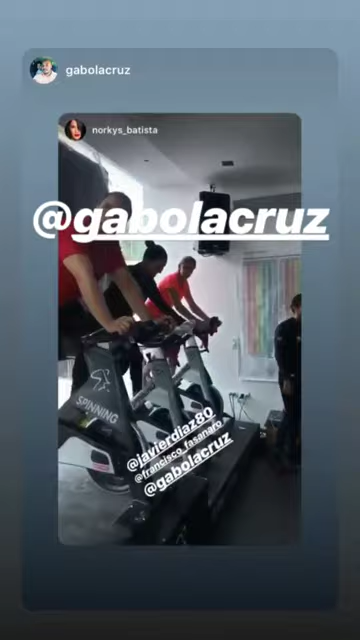 gabolacruz
norkys_batista
@gabolacruz
SPINNING
@javierdiaz80
@francisco_fasanaro
@gabolacruz